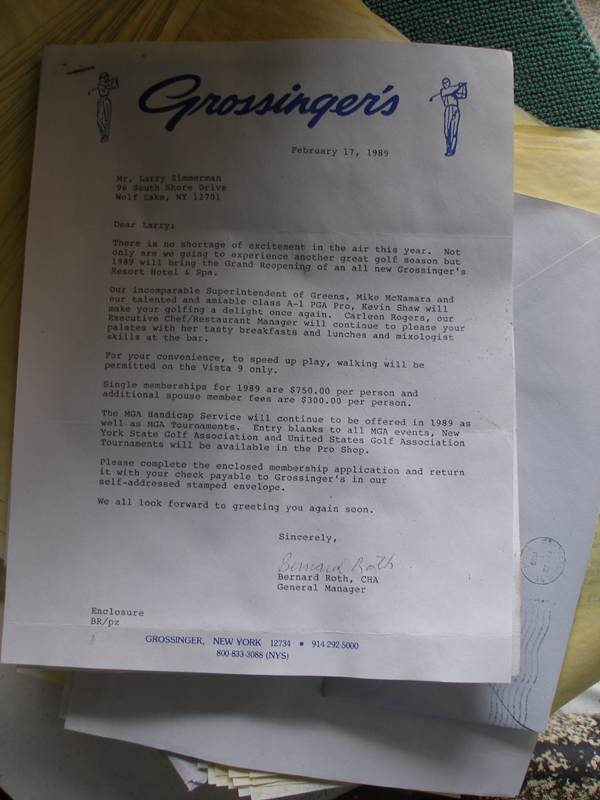 Grossinger's
February 17, 1989
Mr. Larry Zimmerman
96 South Shore Drive
Wolf Lake, NY 12701
Dear Larry:
There is no shortage of excitement in the air this year. Not
only are we going to experience another great golf season but
1989 will bring the Grand Reopening of an all new Grossinger's
Resort Hotel & Spa.
Our incomparable Superintendent of Greens, Mike McNamara and
our talented and amiable class A-1 PGA Pro, Kevin Shaw will
make your golfing a delight once again. Carleen Rogers, our
Executive Chef/Restaurant Manager will continue to please your
palates with her tasty breakfasts and lunches and mixologist
skills at the bar.
For your convenience, to speed up play, walking will be
permitted on the Vista 9 only.
Single memberships for 1989 are $750.00 per person and
additional spouse member fees are $300.00 per person.
The MGA Handicap Service will continue to be offered in 1989 as
well as MGA Tournaments. Entry blanks to all MGA events, New
York State Golf Association and United States Golf Association
Tournaments will be available in the Pro Shop.
Please complete the enclosed membership application and return
it with your check payable to Grossinger's in our
self-addressed stamped envelope.
We all look forward to greeting you again soon.
Sincerely,
Bernard Roth
Bernard Roth, CHA
General Manager
Enclosure
BR/pz
GROSSINGER, NEW YORK 12734 • 914-292-5000
800-833-3088 (NYS)